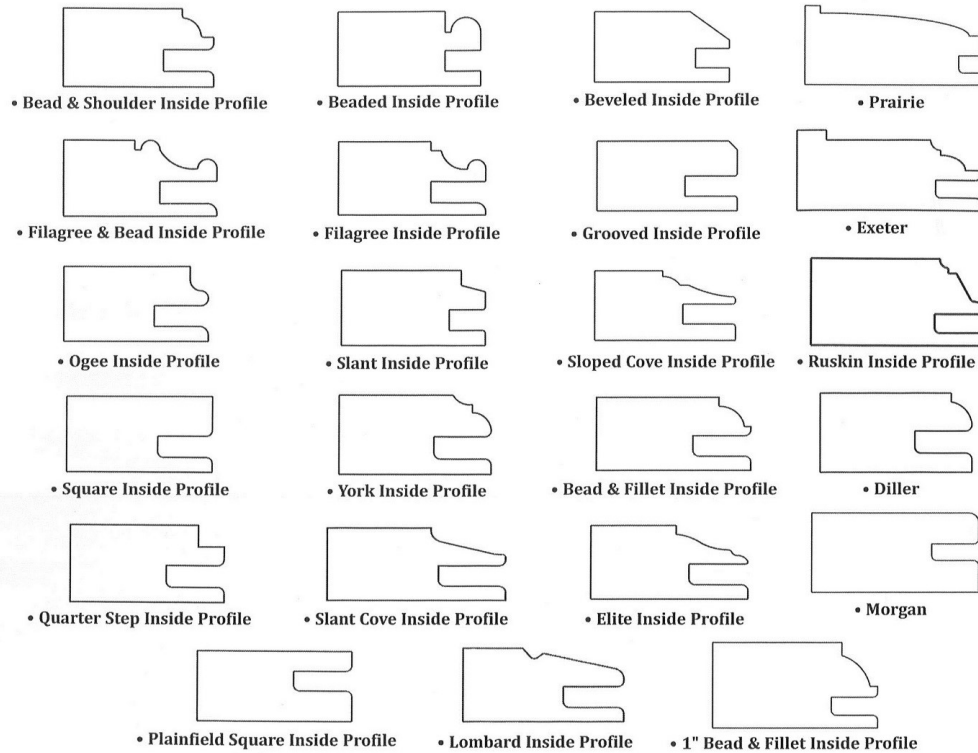 • Bead & Shoulder Inside Profile
• Beaded Inside Profile
• Beveled Inside Profile
• Prairie
• Filagree & Bead Inside Profile
• Filagree Inside Profile
• Grooved Inside Profile
• Exeter
• Ogee Inside Profile
• Slant Inside Profile
• Sloped Cove Inside Profile
• Ruskin Inside Profile
• Square Inside Profile
• York Inside Profile
• Bead & Fillet Inside Profile
• Diller
• Quarter Step Inside Profile
• Slant Cove Inside Profile
• Elite Inside Profile
• Morgan
• Plainfield Square Inside Profile
• Lombard Inside Profile
• 1" Bead & Fillet Inside Profile